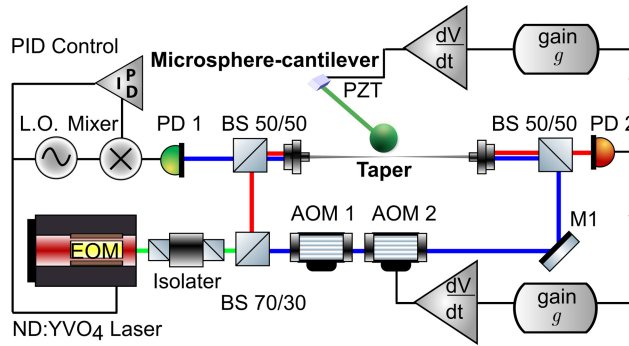 PID Control
Microsphere-cantilever
dV
dt
gain
g
PZT
I P D
L.O. Mixer
PD 1
BS 50/50
BS 50/50
PD 2
Taper
EOM
AOM 1
AOM 2
M1
Isolater
BS 70/30
dV
dt
gain
g
ND:YVO4 Laser